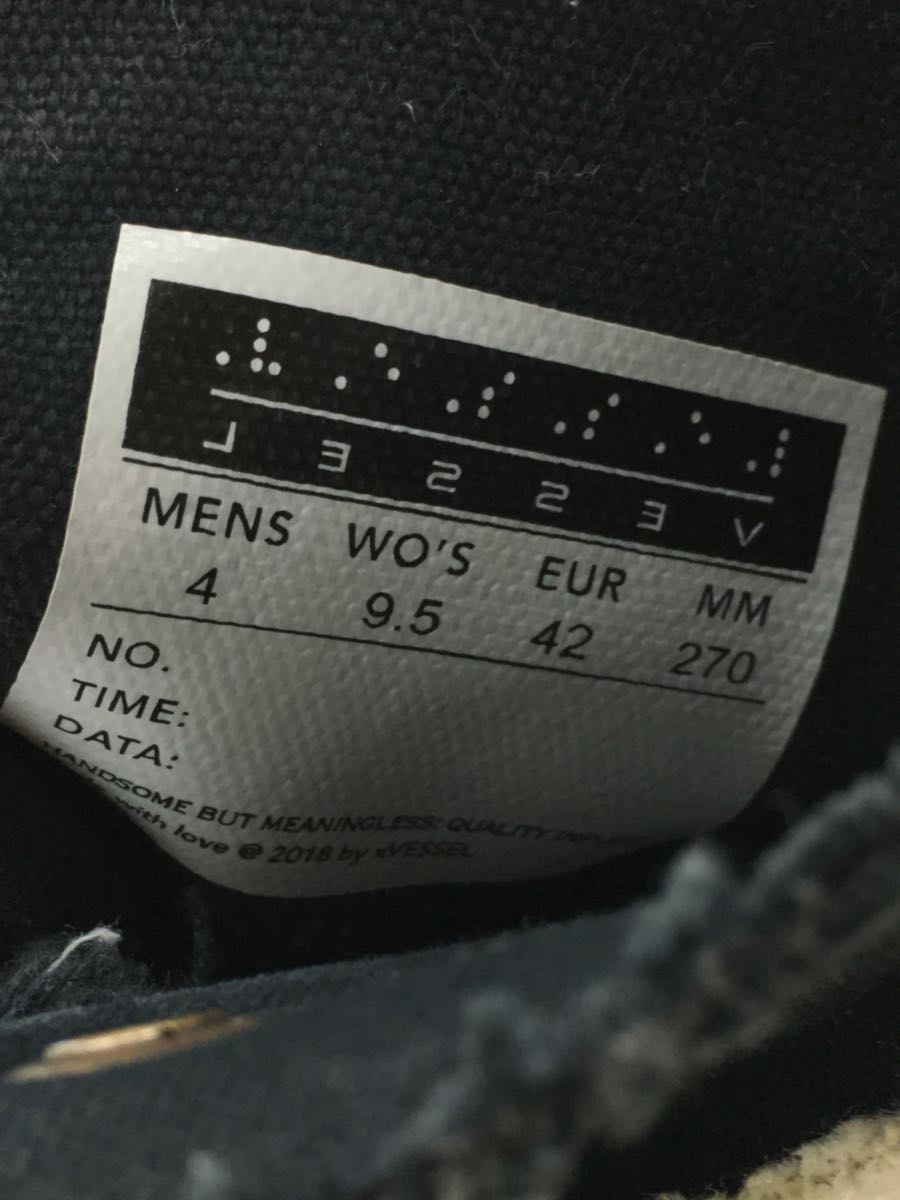 ⅃ Ǝ Ƨ Ƨ Ǝ V
MENS WO'S EUR MM
4 9.5 42 270
NO.
TIME:
DATA:
HANDSOME BUT MEANINGLESS: QUALITY
with love @ 2018 by xVESSEL